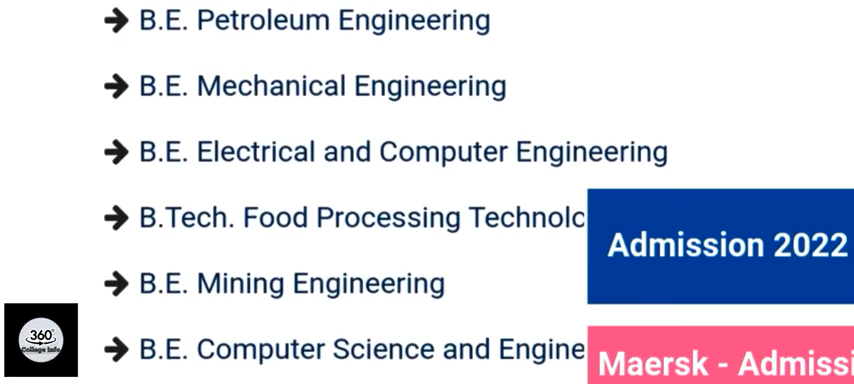 B.E. Petroleum Engineering
B.E. Mechanical Engineering
B.E. Electrical and Computer Engineering
B.Tech. Food Processing Technolo
Admission 2022
B.E. Mining Engineering
360°
College Info
B.E. Computer Science and Engine
Maersk - Admissi